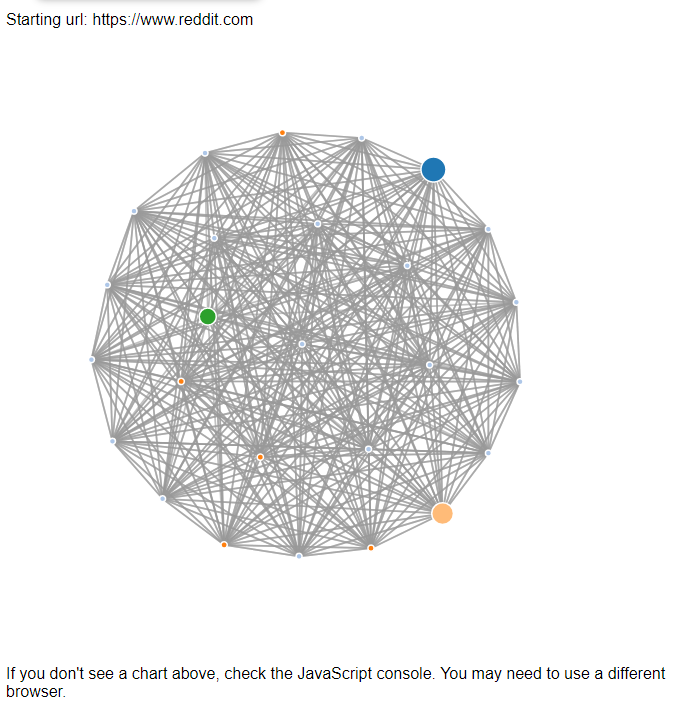 Starting url: https://www.reddit.com
If you don't see a chart above, check the JavaScript console. You may need to use a different
browser.